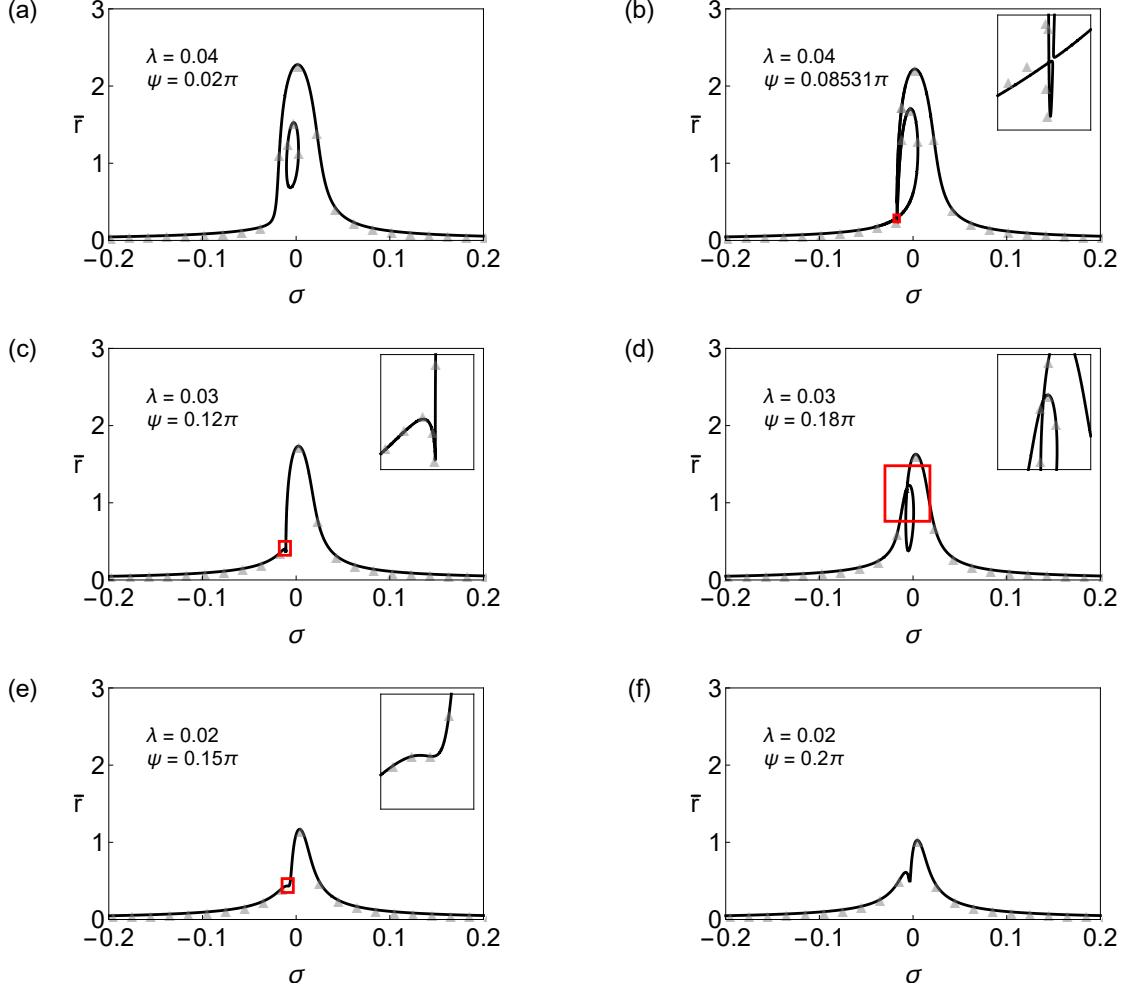 (a)
3
2
1
0
r̄
λ = 0.04
ψ = 0.02π
−0.2
−0.1
0
0.1
0.2
σ
(b)
3
2
1
0
r̄
λ = 0.04
ψ = 0.08531π
−0.2
−0.1
0
0.1
0.2
σ
(c)
3
2
1
0
r̄
λ = 0.03
ψ = 0.12π
−0.2
−0.1
0
0.1
0.2
σ
(d)
3
2
1
0
r̄
λ = 0.03
ψ = 0.18π
−0.2
−0.1
0
0.1
0.2
σ
(e)
3
2
1
0
r̄
λ = 0.02
ψ = 0.15π
−0.2
−0.1
0
0.1
0.2
σ
(f)
3
2
1
0
r̄
λ = 0.02
ψ = 0.2π
−0.2
−0.1
0
0.1
0.2
σ